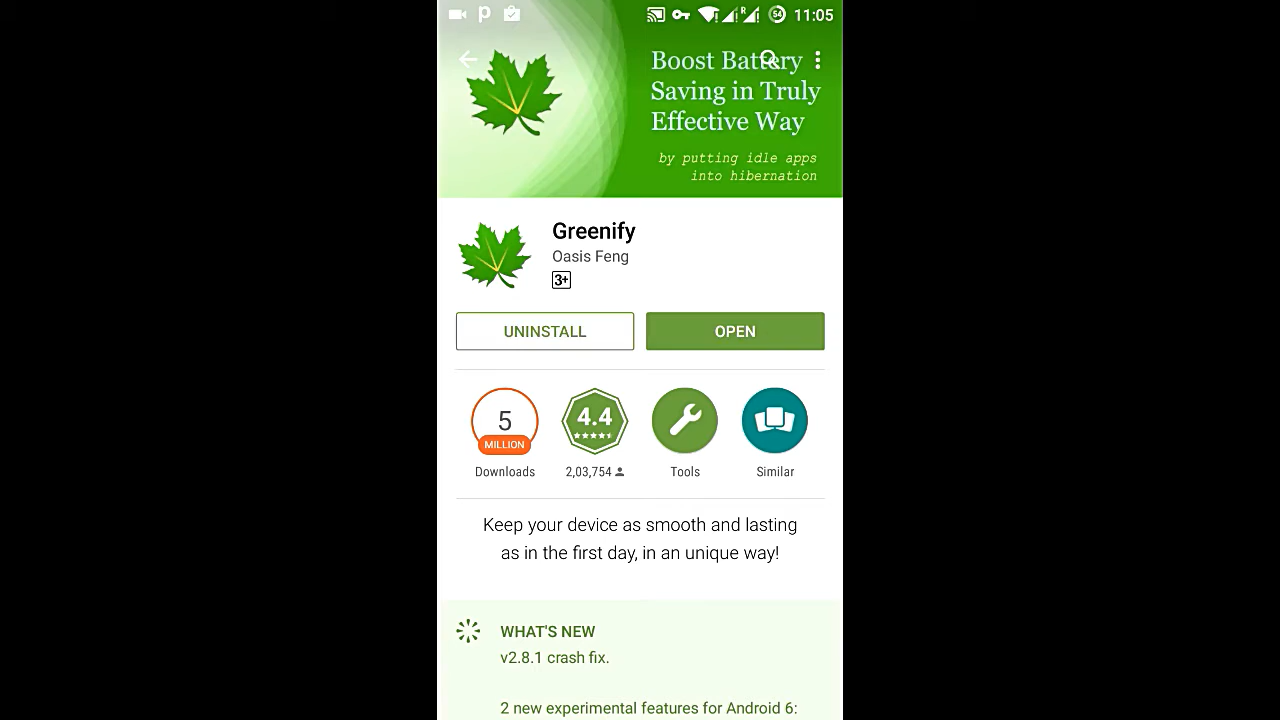 R 54 11:05
Boost Battery
Saving in Truly
Effective Way
by putting idle apps
into hibernation
Greenify
Oasis Feng
3+
UNINSTALL OPEN
5
MILLION
4.4
Downloads 2,03,754 Tools Similar
Keep your device as smooth and lasting
as in the first day, in an unique way!
WHAT'S NEW
v2.8.1 crash fix.
2 new experimental features for Android 6: